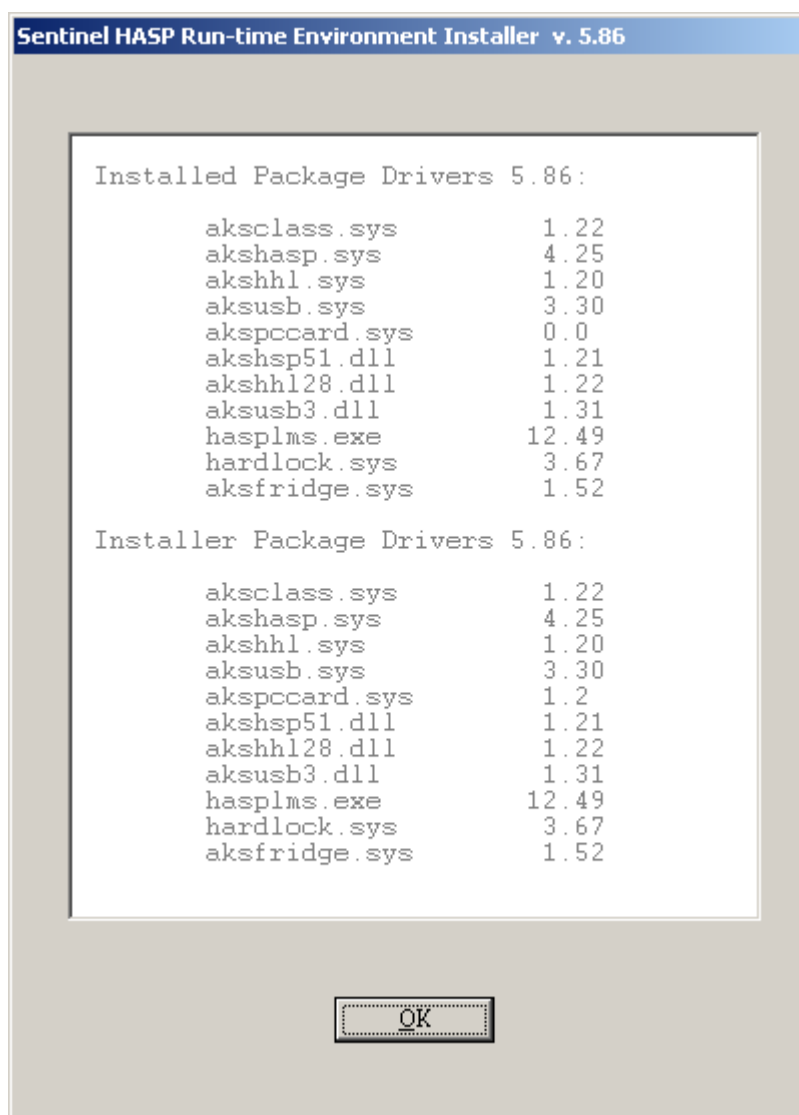 Sentinel HASP Run-time Environment Installer v. 5.86
Installed Package Drivers 5.86:
aksclass.sys 1.22
akshasp.sys 4.25
akshhl.sys 1.20
aksusb.sys 3.30
akspccard.sys 0.0
akshsp51.dll 1.21
akshhl28.dll 1.22
aksusb3.dll 1.31
hasplms.exe 12.49
hardlock.sys 3.67
aksfridge.sys 1.52
Installer Package Drivers 5.86:
aksclass.sys 1.22
akshasp.sys 4.25
akshhl.sys 1.20
aksusb.sys 3.30
akspccard.sys 1.2
akshsp51.dll 1.21
akshhl28.dll 1.22
aksusb3.dll 1.31
hasplms.exe 12.49
hardlock.sys 3.67
aksfridge.sys 1.52
OK